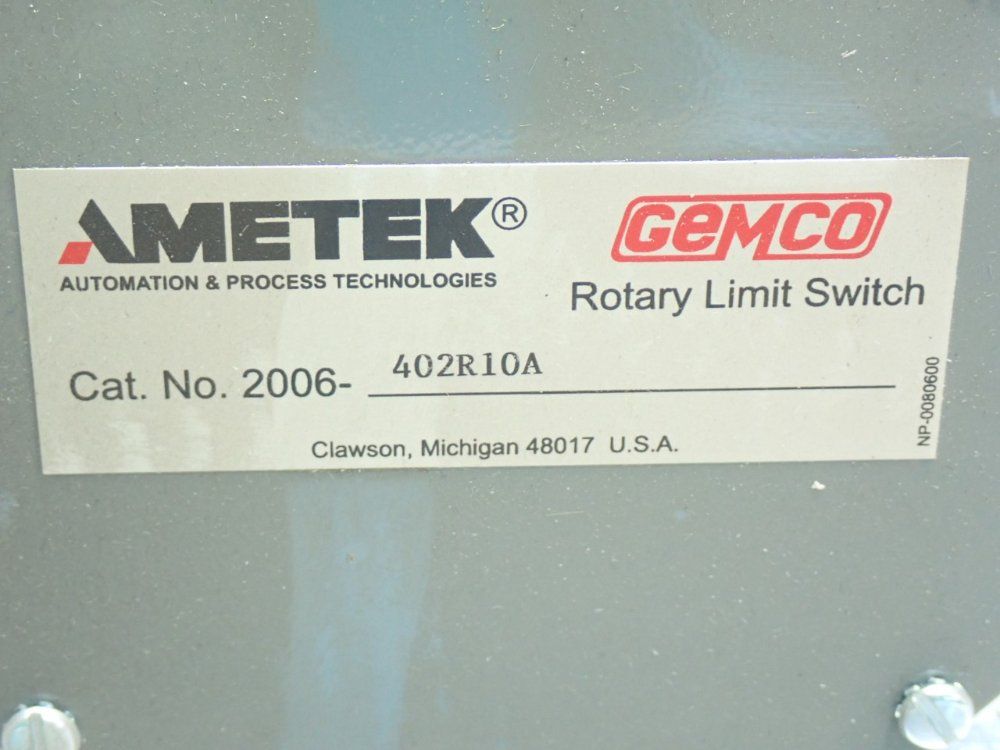 AMETEK®
AUTOMATION & PROCESS TECHNOLOGIES
GEMCO
Rotary Limit Switch
Cat. No. 2006- 402R10A
Clawson, Michigan 48017 U.S.A.
NP-0080600